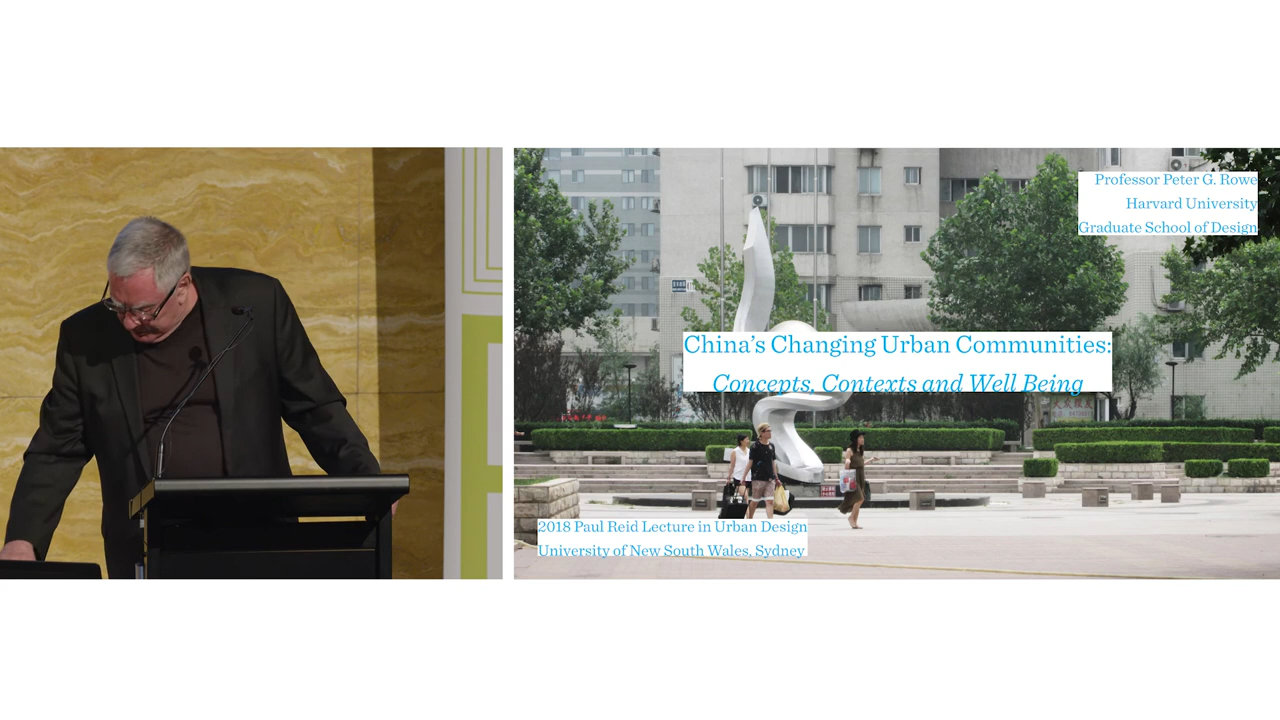 Professor Peter G. Rowe
Harvard University
Graduate School of Design
China's Changing Urban Communities:
Concepts, Contexts and Well Being
2018 Paul Reid Lecture in Urban Design
University of New South Wales, Sydney